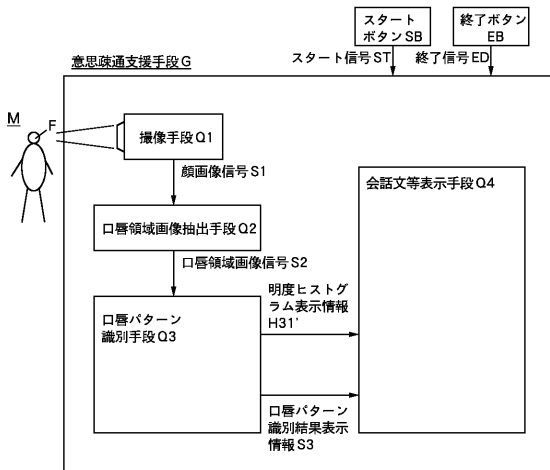 スタート
ボタンSB
終了ボタン
EB
スタート信号ST
終了信号ED
意思疎通支援手段G
M
F
撮像手段Q1
顔画像信号S1
口唇領域画像抽出手段Q2
口唇領域画像信号S2
口唇パターン
識別手段Q3
明度ヒストグ
ラム表示情報
H31'
口唇パターン
識別結果表示
情報S3
会話文等表示手段Q4